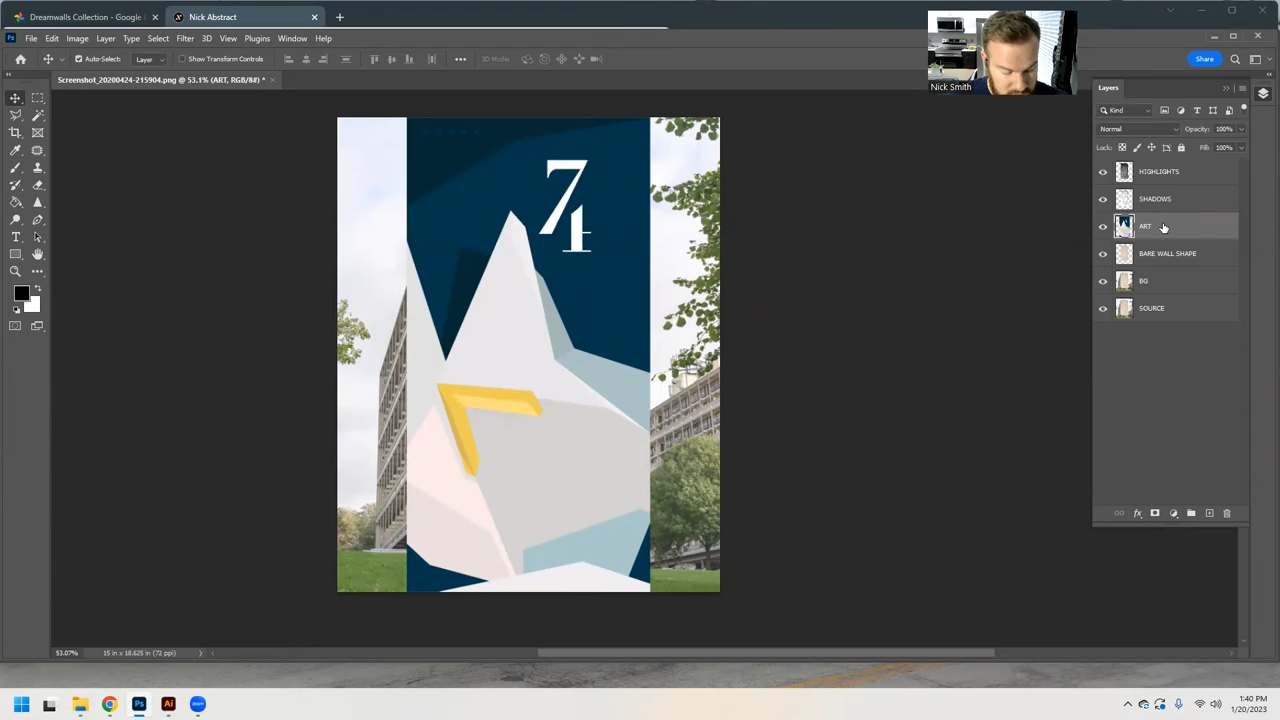 Dreamwalls Collection - Google
Nick Abstract
File Edit Image Layer Type Select Filter 3D View Plugins Window Help
Auto-Select: Layer Show Transform Controls 3D Mode: Share
Screenshot_20200424-215904.png @ 53.1% (ART, RGB/8#) *
Nick Smith
74
Layers
Kind
Normal Opacity: 100%
Lock: Fill: 100%
HIGHLIGHTS
SHADOWS
ART
BARE WALL SHAPE
BG
SOURCE
53.07% 15 in x 18.625 in (72 ppi)
1:40 PM
1/20/2023